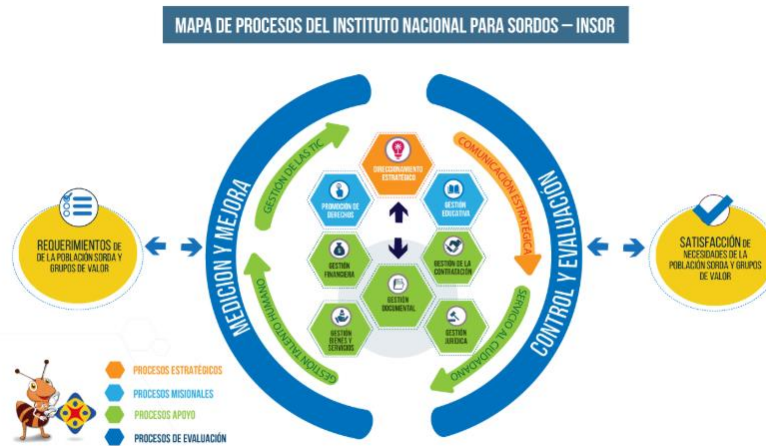 MAPA DE PROCESOS DEL INSTITUTO NACIONAL PARA SORDOS – INSOR
REQUERIMIENTOS DE
DE LA POBLACIÓN SORDA Y
GRUPOS DE VALOR
MEDICION Y MEJORA
GESTIÓN DE LAS TIC
GESTIÓN TALENTO HUMANO
DIRECCIONAMIENTO
ESTRATÉGICO
PROMOCIÓN DE
DERECHOS
GESTIÓN
EDUCATIVA
GESTIÓN
FINANCIERA
GESTIÓN DE LA
CONTRATACIÓN
GESTIÓN
DOCUMENTAL
GESTIÓN
BIENES Y
SERVICIOS
GESTIÓN
JURÍDICA
COMUNICACIÓN ESTRATÉGICA
SERVICIO AL CIUDADANO
CONTROL Y EVALUACIÓN
SATISFACCIÓN DE
NECESIDADES DE LA
POBLACIÓN SORDA Y GRUPOS
DE VALOR
PROCESOS ESTRATÉGICOS
PROCESOS MISIONALES
PROCESOS APOYO
PROCESOS DE EVALUACIÓN